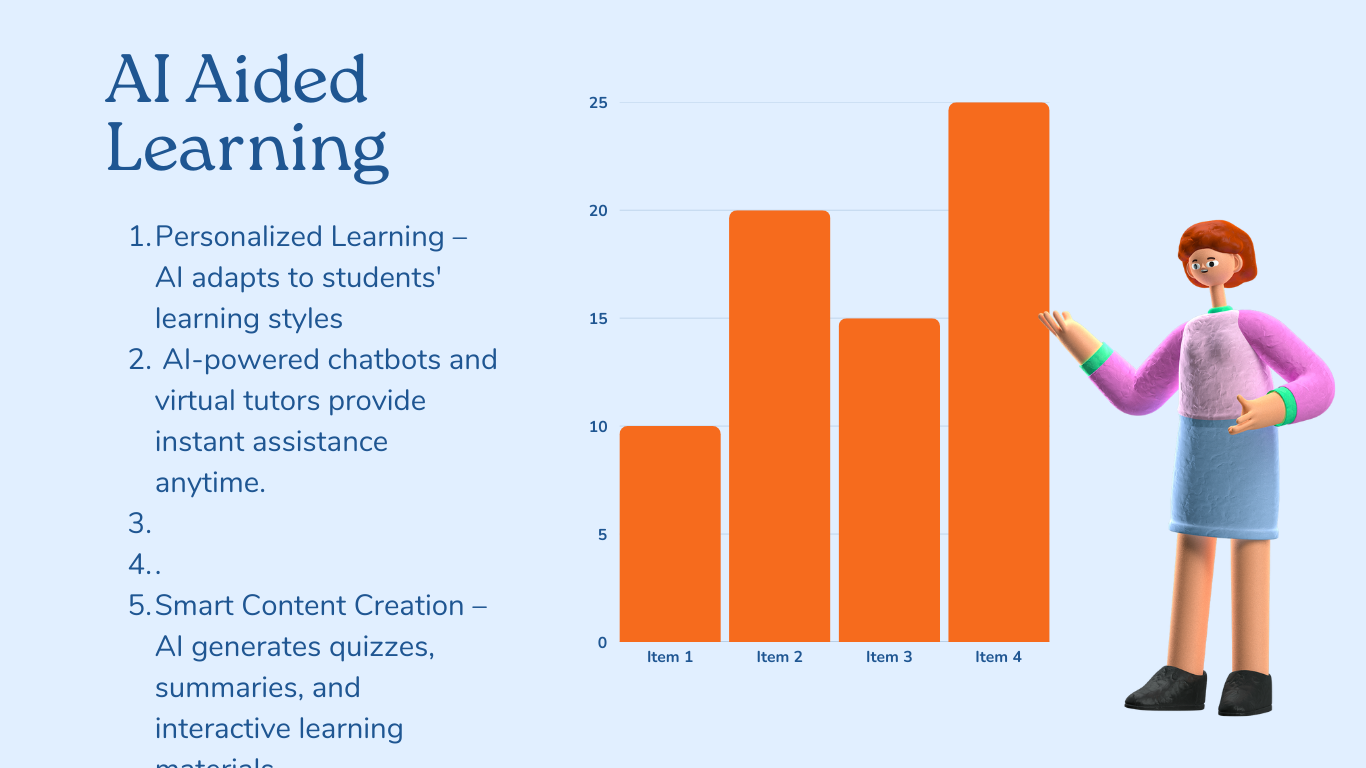 AI Aided
Learning
1. Personalized Learning –
AI adapts to students'
learning styles
2. AI-powered chatbots and
virtual tutors provide
instant assistance
anytime.
3.
4. .
5. Smart Content Creation –
AI generates quizzes,
summaries, and
interactive learning
materials
25
20
15
10
5
0
Item 1
Item 2
Item 3
Item 4